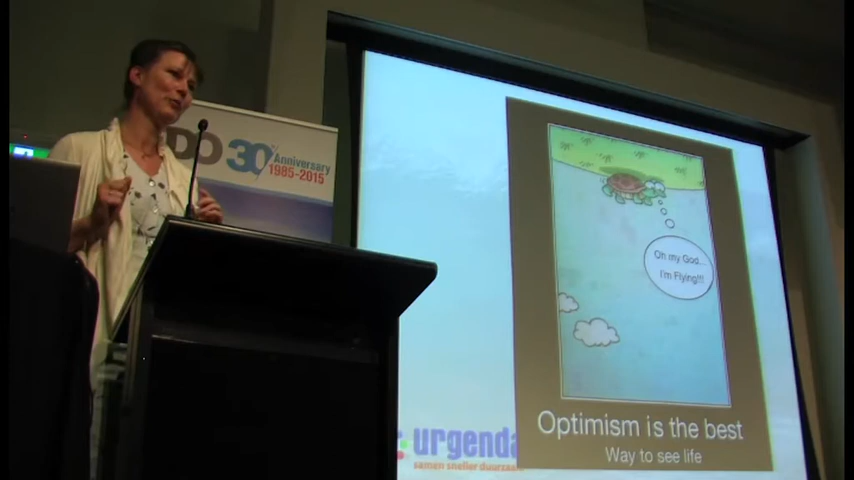 DO 30
Anniversary
1985-2015
Oh my God...
I'm Flying!!!
Optimism is the best
Way to see life
urgenda
samen sneller duurzaam